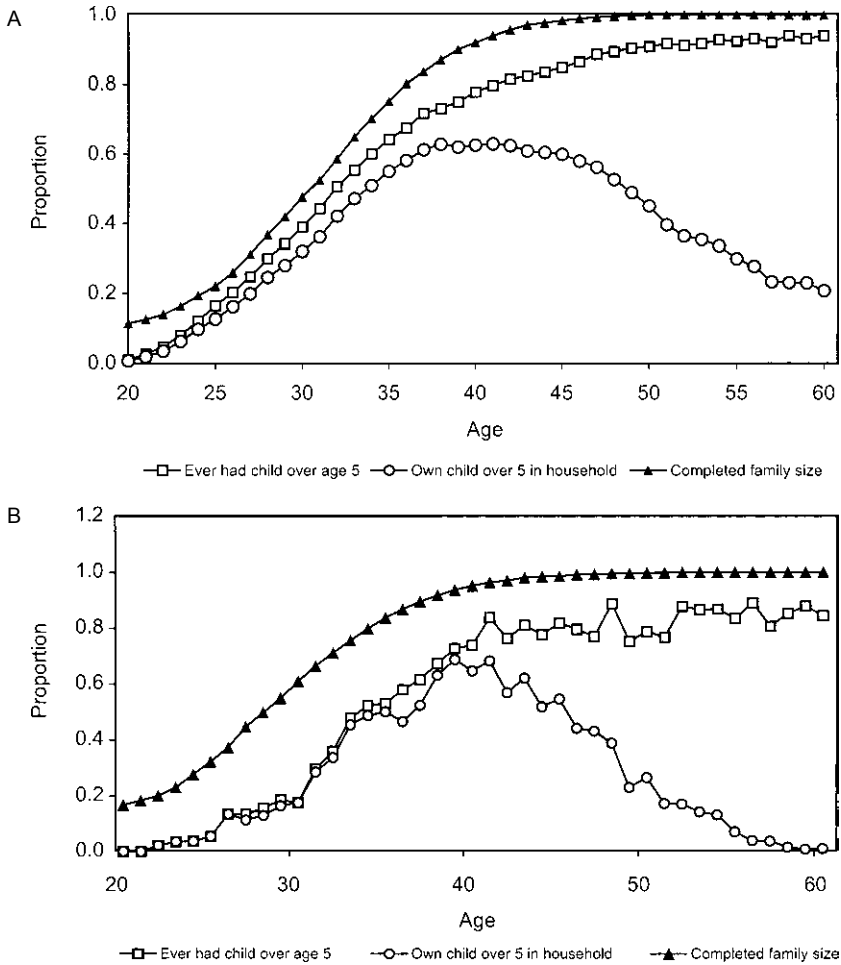 A
1.0
0.8
0.6
0.4
0.2
0.0
Proportion
20 25 30 35 40 45 50 55 60
Age
Ever had child over age 5 Own child over 5 in household Completed family size
B
1.2
1.0
0.8
0.6
0.4
0.2
0.0
Proportion
20 30 40 50 60
Age
Ever had child over age 5 Own child over 5 in household Completed family size